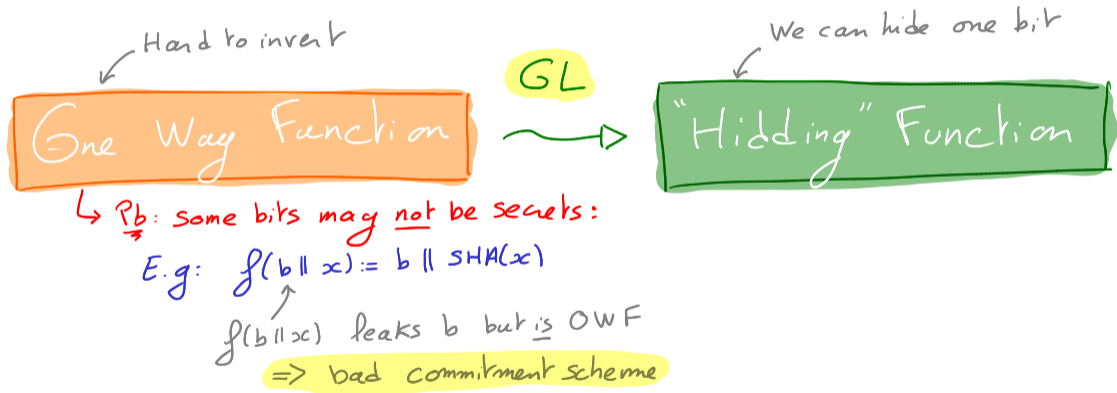 Hard to invert
We can hide one bit
GL
One Way Function
"Hidding" Function
Pb: some bits may not be secrets:
E.g: f(b || x) := b || SHA(x)
f(b || x) leaks b but is OWF
=> bad commitment scheme